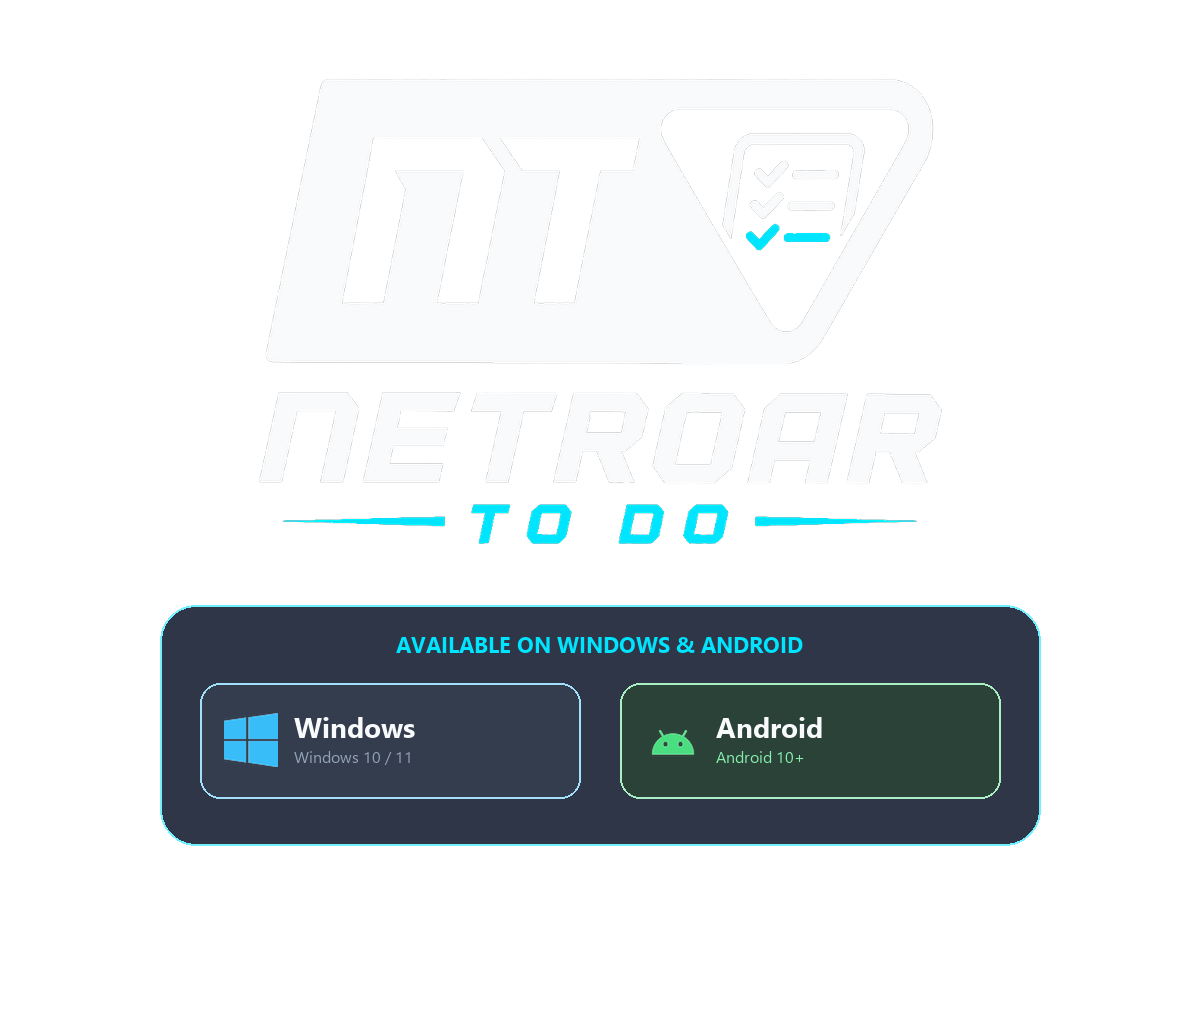 NT
NETROAR
TO DO
AVAILABLE ON WINDOWS & ANDROID
Windows
Windows 10 / 11
Android
Android 10+